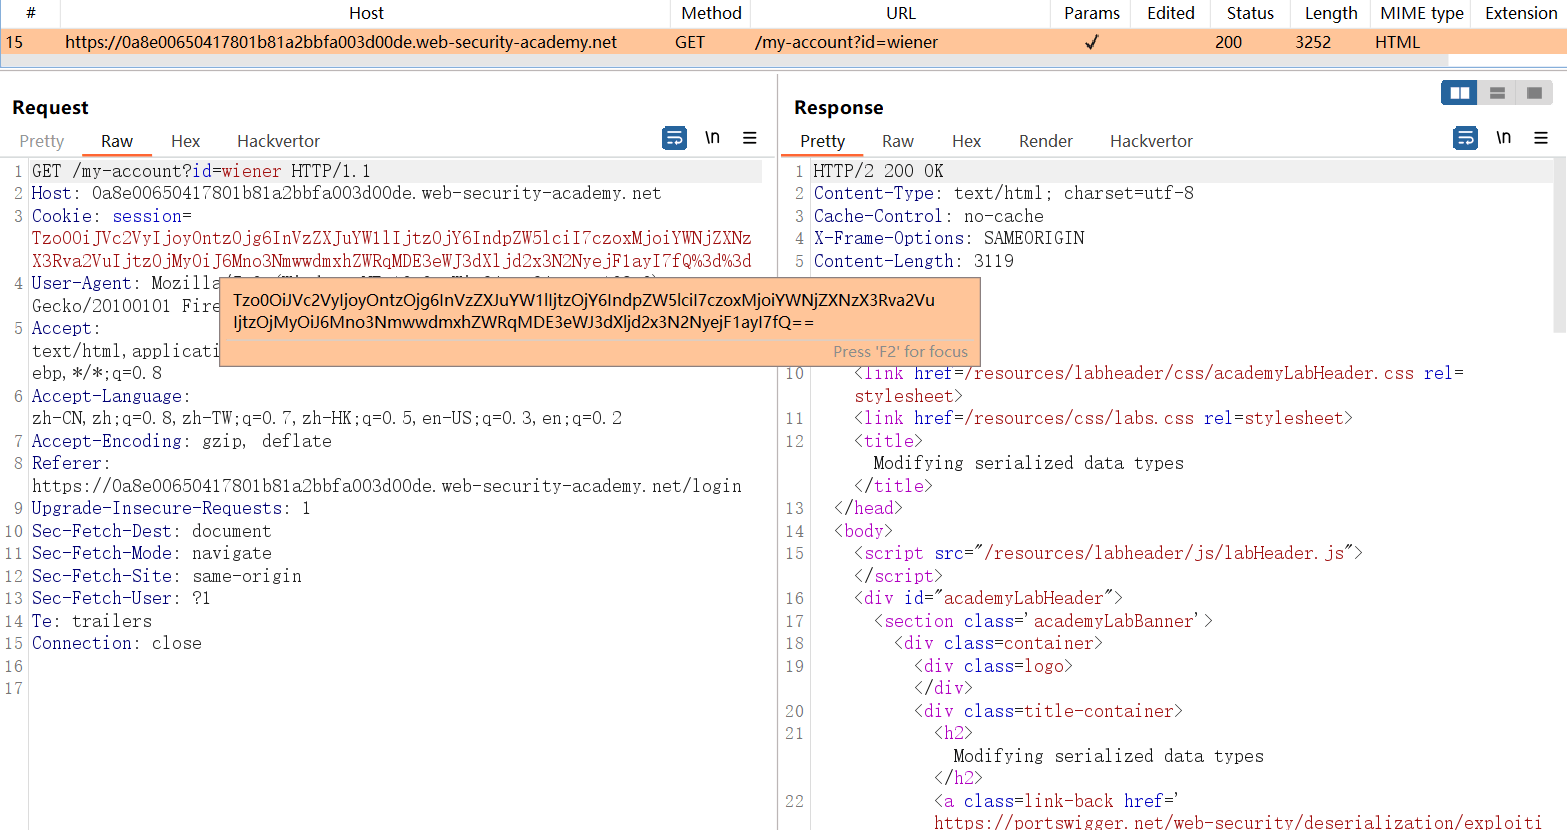 # Host Method URL Params Edited Status Length MIME type Extension
15 https://0a8e00650417801b81a2bbfa003d00de.web-security-academy.net GET /my-account?id=wiener ✓ 200 3252 HTML
Request
Pretty Raw Hex Hackvertor \n
1 GET /my-account?id=wiener HTTP/1.1
2 Host: 0a8e00650417801b81a2bbfa003d00de.web-security-academy.net
3 Cookie: session=
Tzo0OiJVc2VyIjoyOntzOjg6InVzZXJuYW1lIjtzOjY6IndpZW5lciI7czoxMjoiYWNjZXNz
X3Rva2VuIjtzOjMyOiJ6Mno3NmwwdmxhZWRqMDE3eWJ3dXljd2x3N2NyejF1ayI7fQ%3d%3d
4 User-Agent: Mozilla
Gecko/20100101 Fire
5 Accept:
text/html,applicati
ebp,*/*;q=0.8
6 Accept-Language:
zh-CN,zh;q=0.8,zh-TW;q=0.7,zh-HK;q=0.5,en-US;q=0.3,en;q=0.2
7 Accept-Encoding: gzip, deflate
8 Referer:
https://0a8e00650417801b81a2bbfa003d00de.web-security-academy.net/login
9 Upgrade-Insecure-Requests: 1
10 Sec-Fetch-Dest: document
11 Sec-Fetch-Mode: navigate
12 Sec-Fetch-Site: same-origin
13 Sec-Fetch-User: ?1
14 Te: trailers
15 Connection: close
16
17
Tzo0OiJVc2VyIjoyOntzOjg6InVzZXJuYW1lIjtzOjY6IndpZW5lciI7czoxMjoiYWNjZXNzX3Rva2Vu
IjtzOjMyOiJ6Mno3NmwwdmxhZWRqMDE3eWJ3dXljd2x3N2NyejF1ayI7fQ==
Press 'F2' for focus
Response
Pretty Raw Hex Render Hackvertor \n
1 HTTP/2 200 OK
2 Content-Type: text/html; charset=utf-8
3 Cache-Control: no-cache
4 X-Frame-Options: SAMEORIGIN
5 Content-Length: 3119
10 <link href=/resources/labheader/css/academyLabHeader.css rel=
stylesheet>
11 <link href=/resources/css/labs.css rel=stylesheet>
12 <title>
Modifying serialized data types
</title>
13 </head>
14 <body>
15 <script src="/resources/labheader/js/labHeader.js">
</script>
16 <div id="academyLabHeader">
17 <section class='academyLabBanner'>
18 <div class=container>
19 <div class=logo>
</div>
20 <div class=title-container>
21 <h2>
Modifying serialized data types
</h2>
22 <a class=link-back href='
https://portswigger.net/web-security/deserialization/exploiti